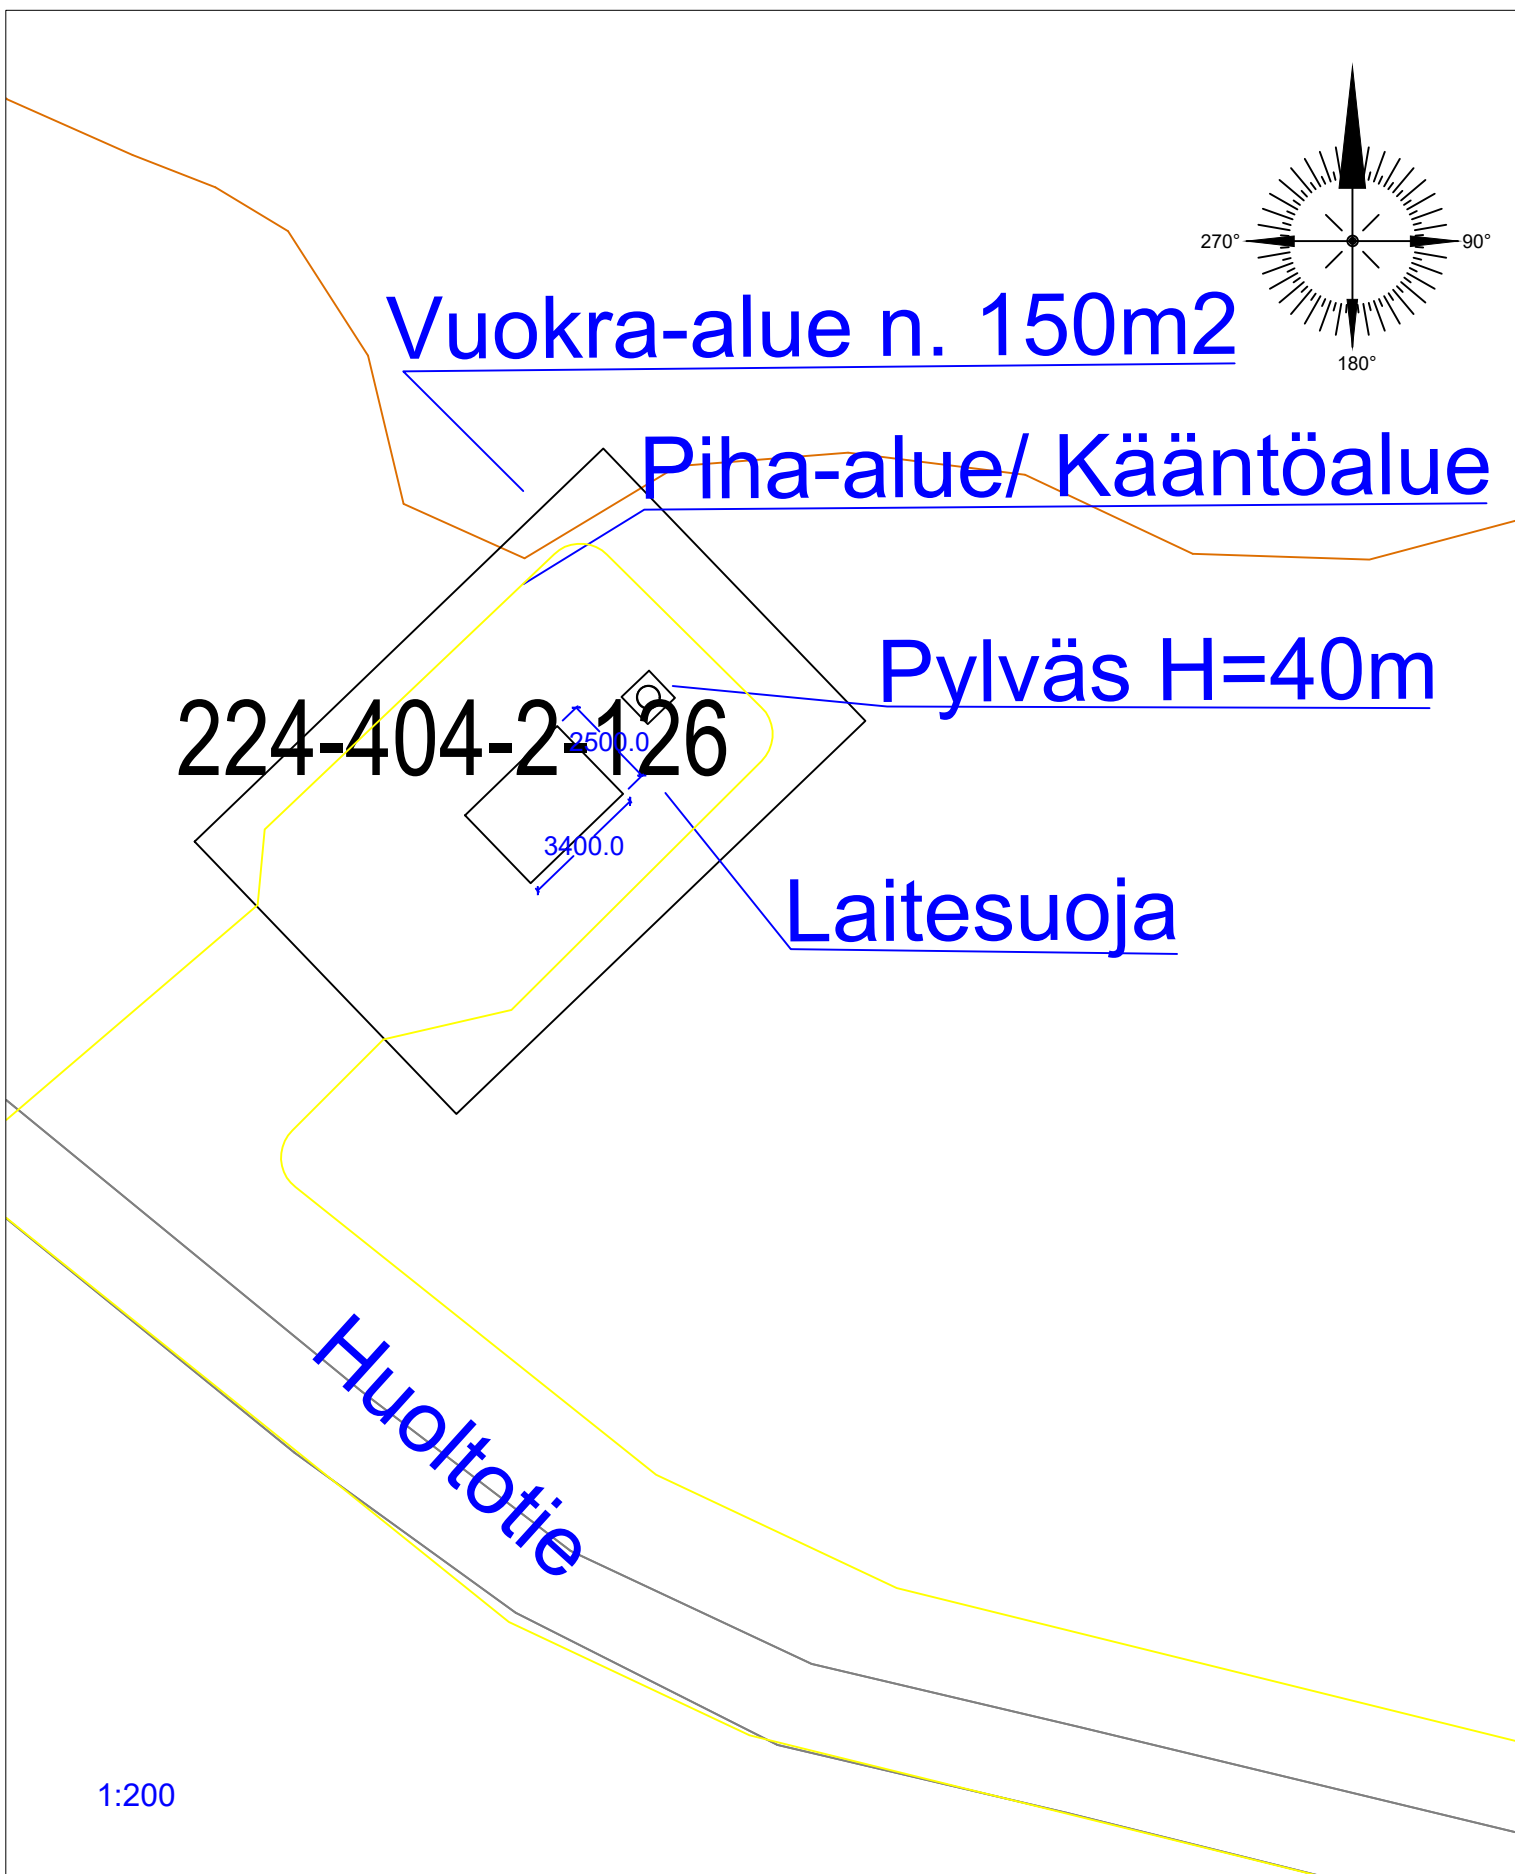 270°
90°
180°
Vuokra-alue n. 150m2
Piha-alue/ Kääntöalue
Pylväs H=40m
224-404-2-126
2500.0
3400.0
Laitesuoja
Huoltotie
1:200